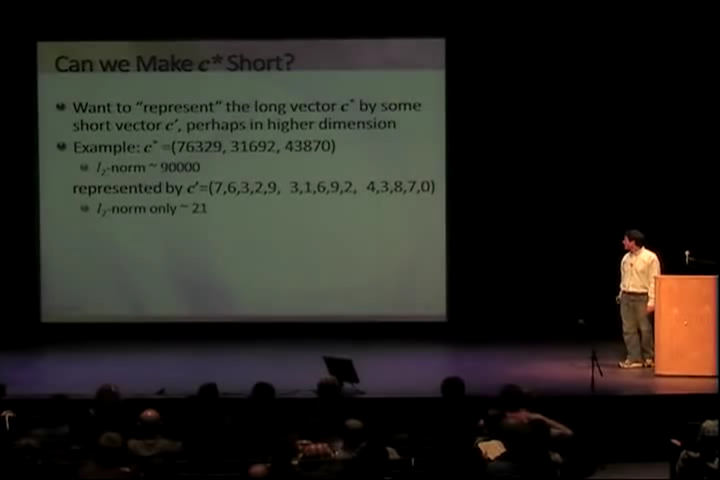 Can we Make c* Short?
Want to "represent" the long vector c* by some
short vector c', perhaps in higher dimension
Example: c* =(76329, 31692, 43870)
l₂-norm ~ 90000
represented by c'=(7,6,3,2,9, 3,1,6,9,2, 4,3,8,7,0)
l₂-norm only ~ 21